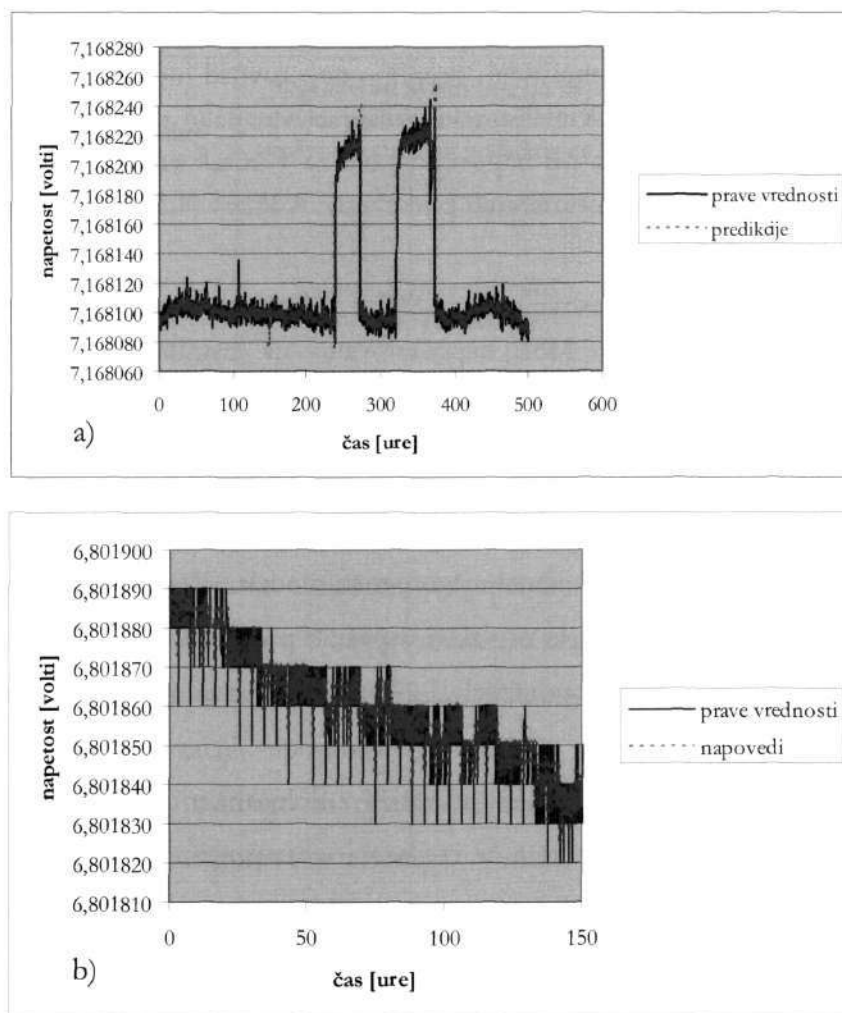 7,168280
7,168260
7,168240
7,168220
7,168200
7,168180
7,168160
7,168140
7,168120
7,168100
7,168080
7,168060
napetost [volti]
0 100 200 300 400 500 600
čas [ure]
a)
prave vrednosti
predikcije
6,801900
6,801890
6,801880
6,801870
6,801860
6,801850
6,801840
6,801830
6,801820
6,801810
napetost [volti]
0 50 100 150
čas [ure]
b)
prave vrednosti
napovedi